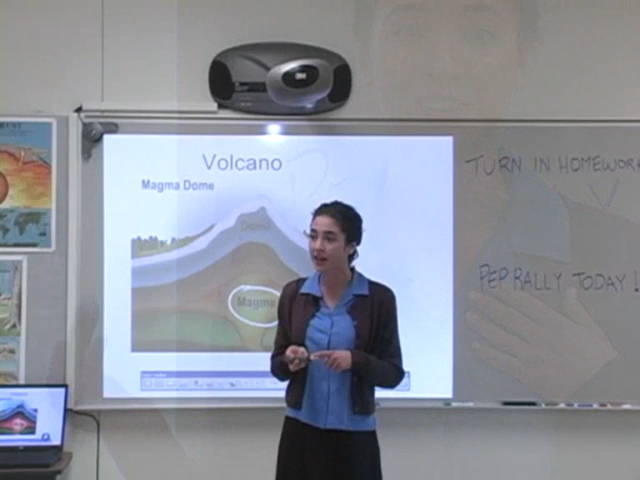 Volcano
Magma Dome
Magma
TURN IN HOMEWORK
PEP RALLY TODAY!